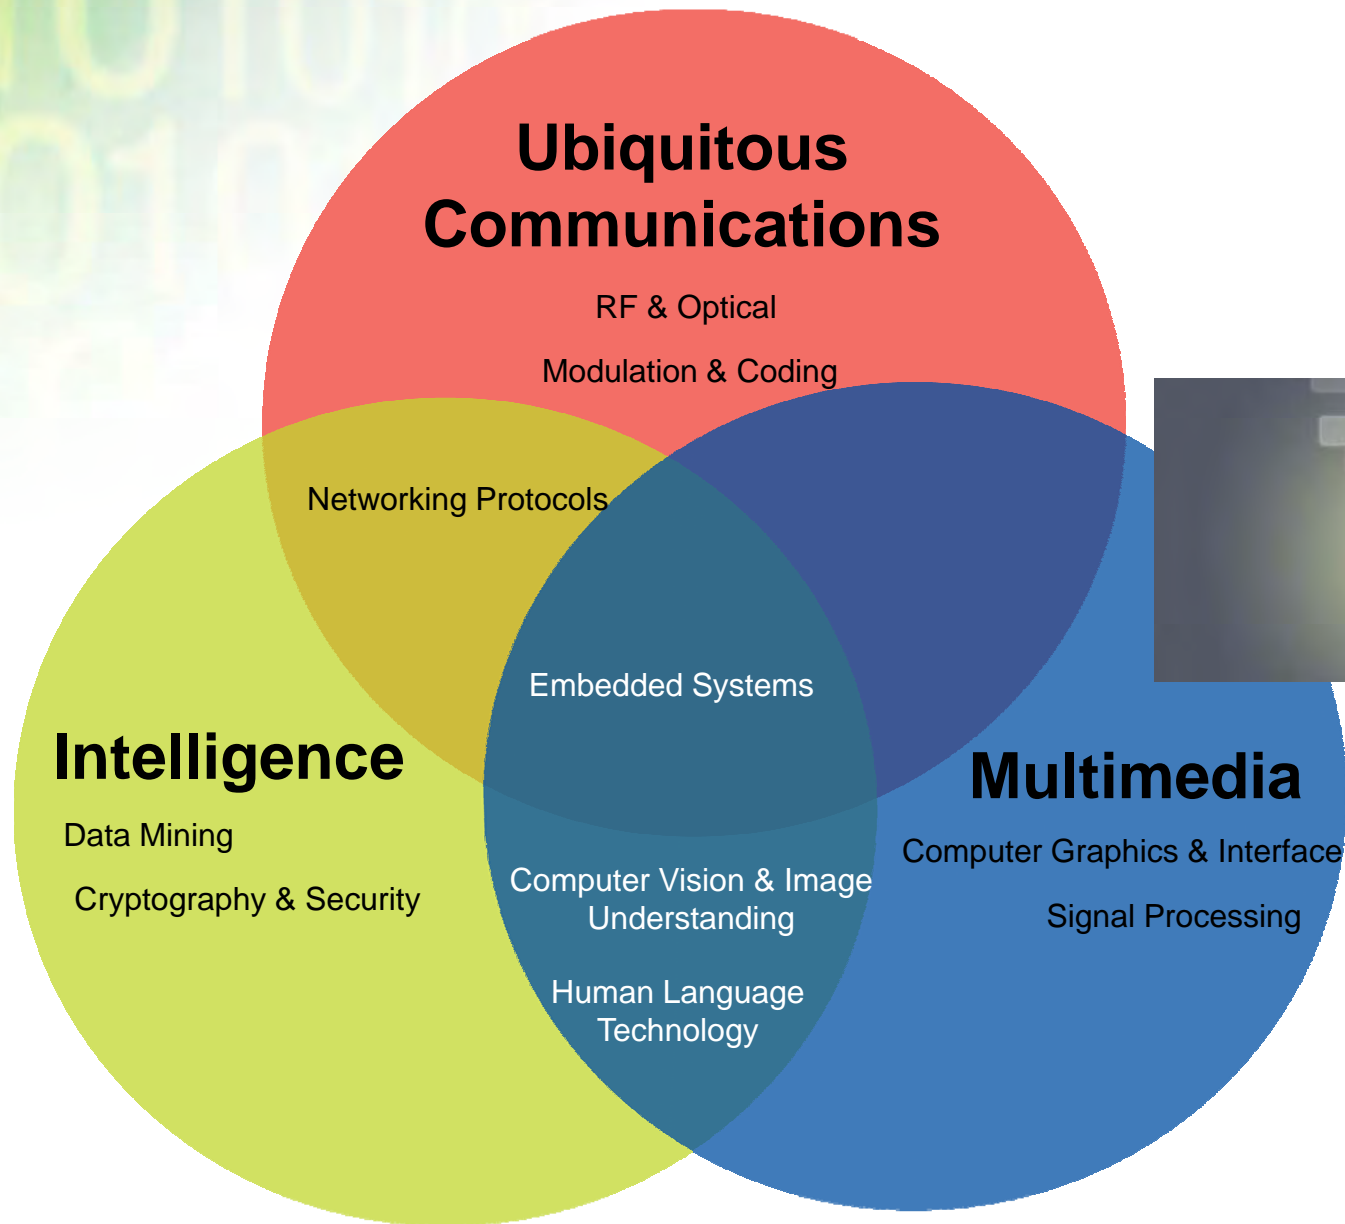 Ubiquitous
Communications
RF & Optical
Modulation & Coding
Networking Protocols
Embedded Systems
Intelligence
Data Mining
Cryptography & Security
Multimedia
Computer Graphics & Interface
Signal Processing
Computer Vision & Image
Understanding
Human Language
Technology